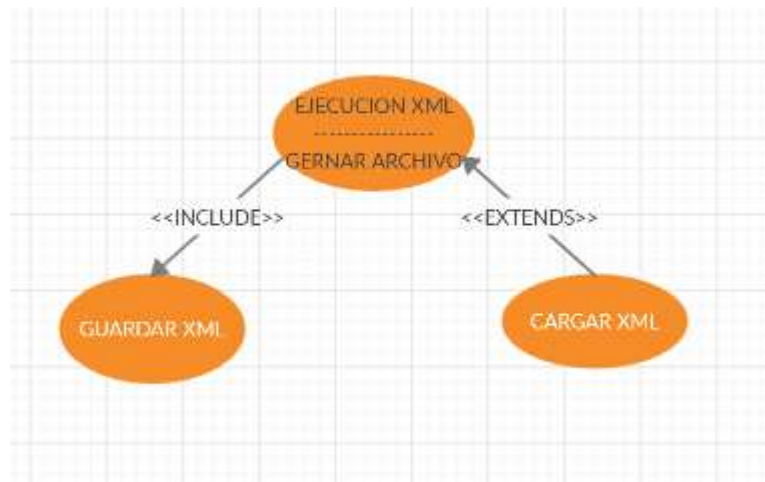 EJECUCION XML
----------------
GERNAR ARCHIVO
<<INCLUDE>>
<<EXTENDS>>
GUARDAR XML
CARGAR XML